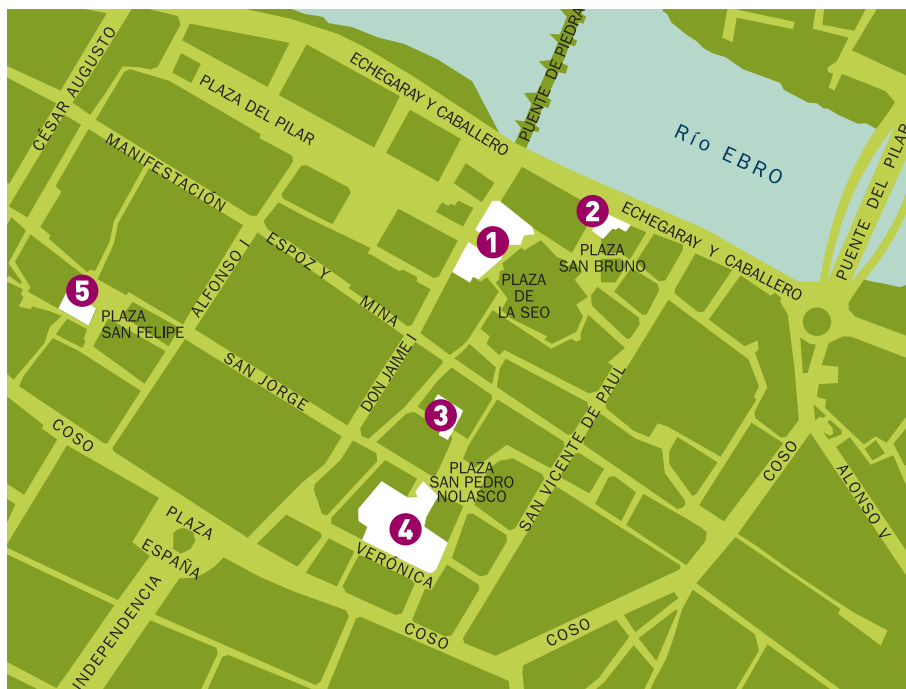 CÉSAR AUGUSTO
PLAZA DEL PILAR
ECHEGARAY Y CABALLERO
PUENTE DE PIEDRA
Río EBRO
PUENTE DEL PILAR
MANIFESTACIÓN
ALFONSO I
ESPOZ Y
MINA
1
2
ECHEGARAY Y CABALLERO
PLAZA
SAN BRUNO
PLAZA
DE
LA SEO
5
PLAZA
SAN FELIPE
SAN JORGE
DON JAIME I
3
SAN VICENTE DE PAUL
PLAZA
SAN PEDRO
NOLASCO
COSO
COSO
ALONSO V
PLAZA
ESPAÑA
4
VERÓNICA
INDEPENDENCIA
COSO
COSO